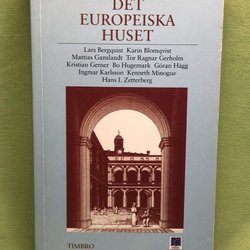 DET
EUROPEISKA
HUSET
Lars Bergquist Karin Blomqvist
Mattias Ganslandt Tor Ragnar Gerholm
Kristian Gerner Bo Hugemark Göran Hägg
Ingmar Karlsson Kenneth Minogue
Hans L Zetterberg
TIMBRO